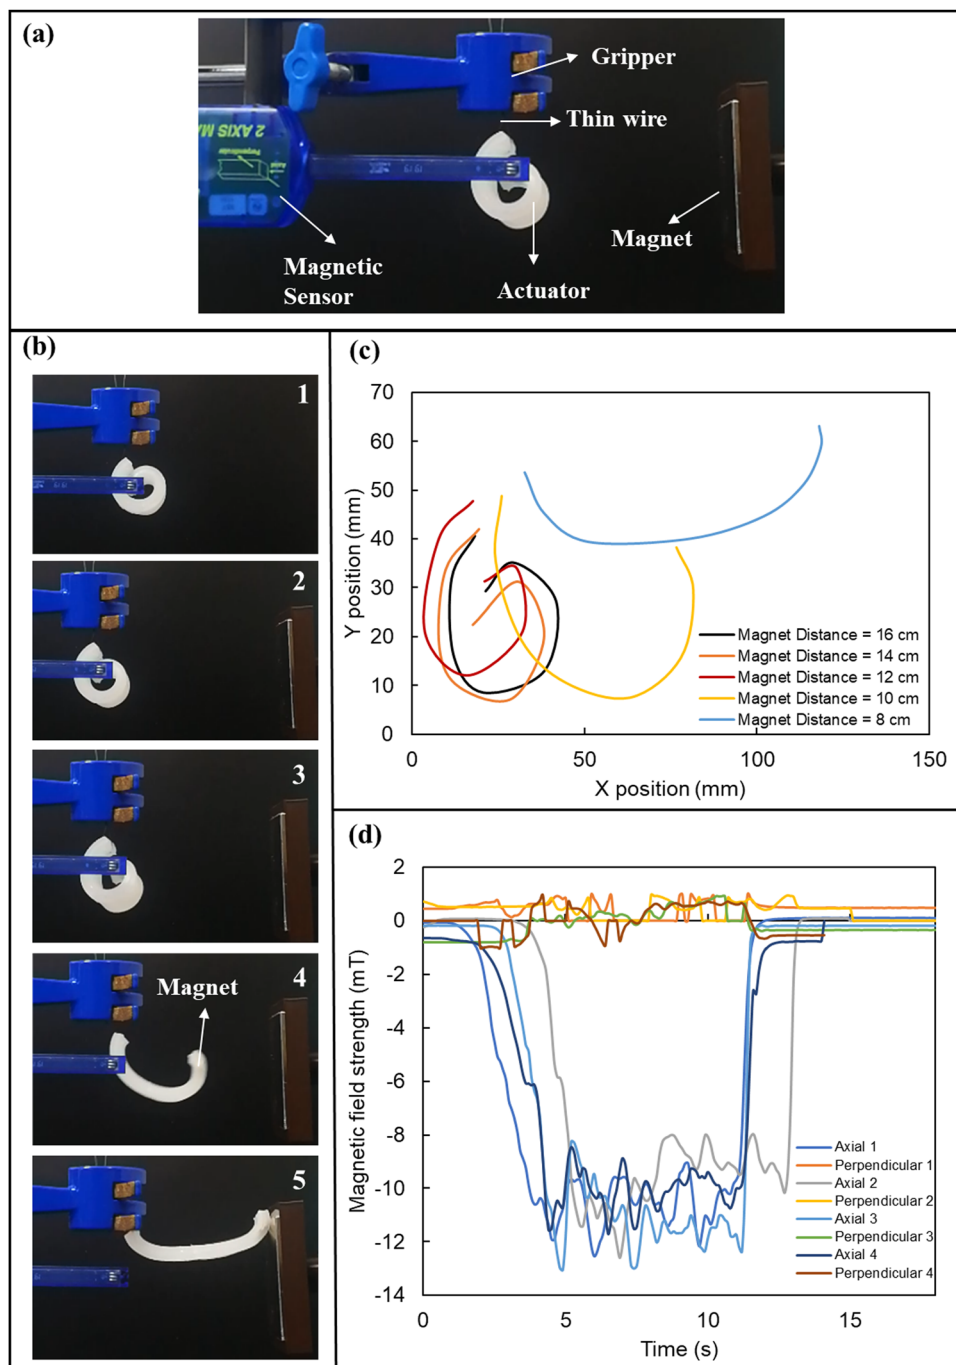 (a)
Gripper
Thin wire
2 AXIS MA
Perpendicular
Axial
Magnet
Magnetic
Sensor
Actuator
(b)
1
2
3
4
Magnet
5
(c)
70
60
50
40
30
20
10
0
Y position (mm)
Magnet Distance = 16 cm
Magnet Distance = 14 cm
Magnet Distance = 12 cm
Magnet Distance = 10 cm
Magnet Distance = 8 cm
0 50 100 150
X position (mm)
(d)
2
0
-2
-4
-6
-8
-10
-12
-14
Magnetic field strength (mT)
Axial 1
Perpendicular 1
Axial 2
Perpendicular 2
Axial 3
Perpendicular 3
Axial 4
Perpendicular 4
0 5 10 15
Time (s)